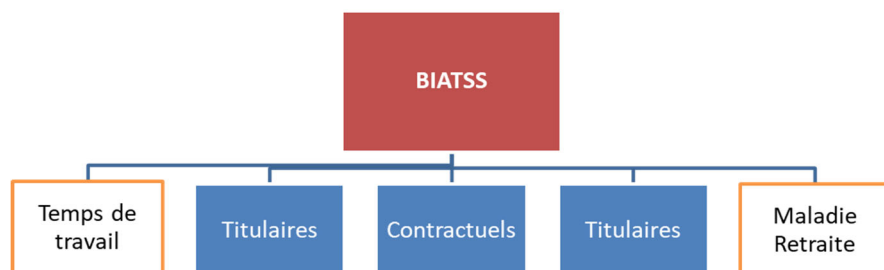 BIATSS
Temps de
travail
Titulaires
Contractuels
Titulaires
Maladie
Retraite